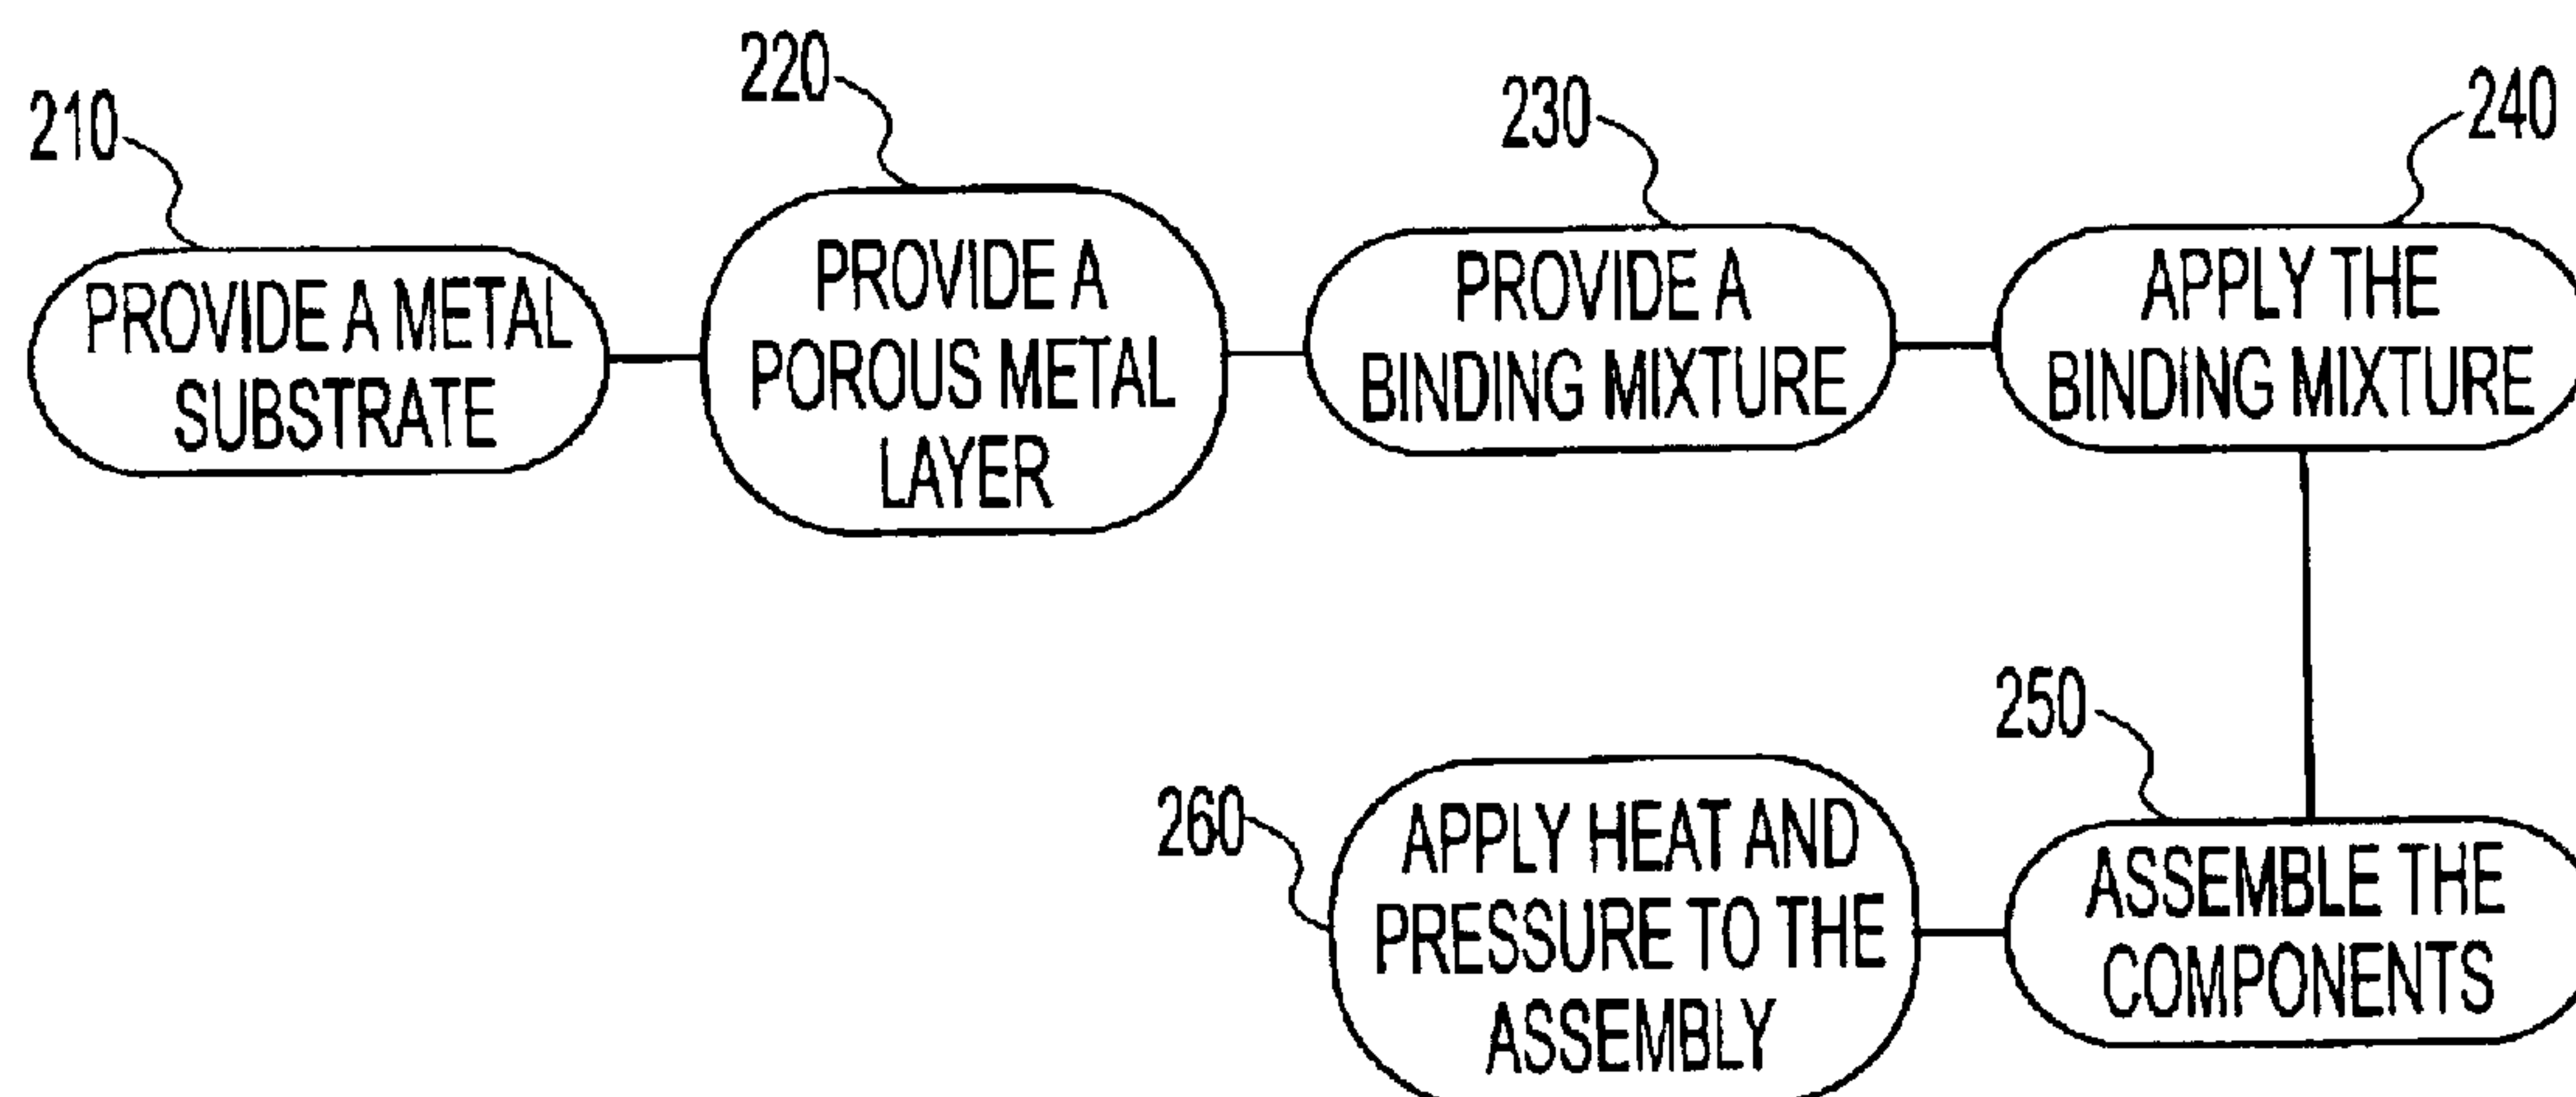 210
PROVIDE A METAL
SUBSTRATE
220
PROVIDE A
POROUS METAL
LAYER
230
PROVIDE A
BINDING MIXTURE
240
APPLY THE
BINDING MIXTURE
250
ASSEMBLE THE
COMPONENTS
260
APPLY HEAT AND
PRESSURE TO THE
ASSEMBLY